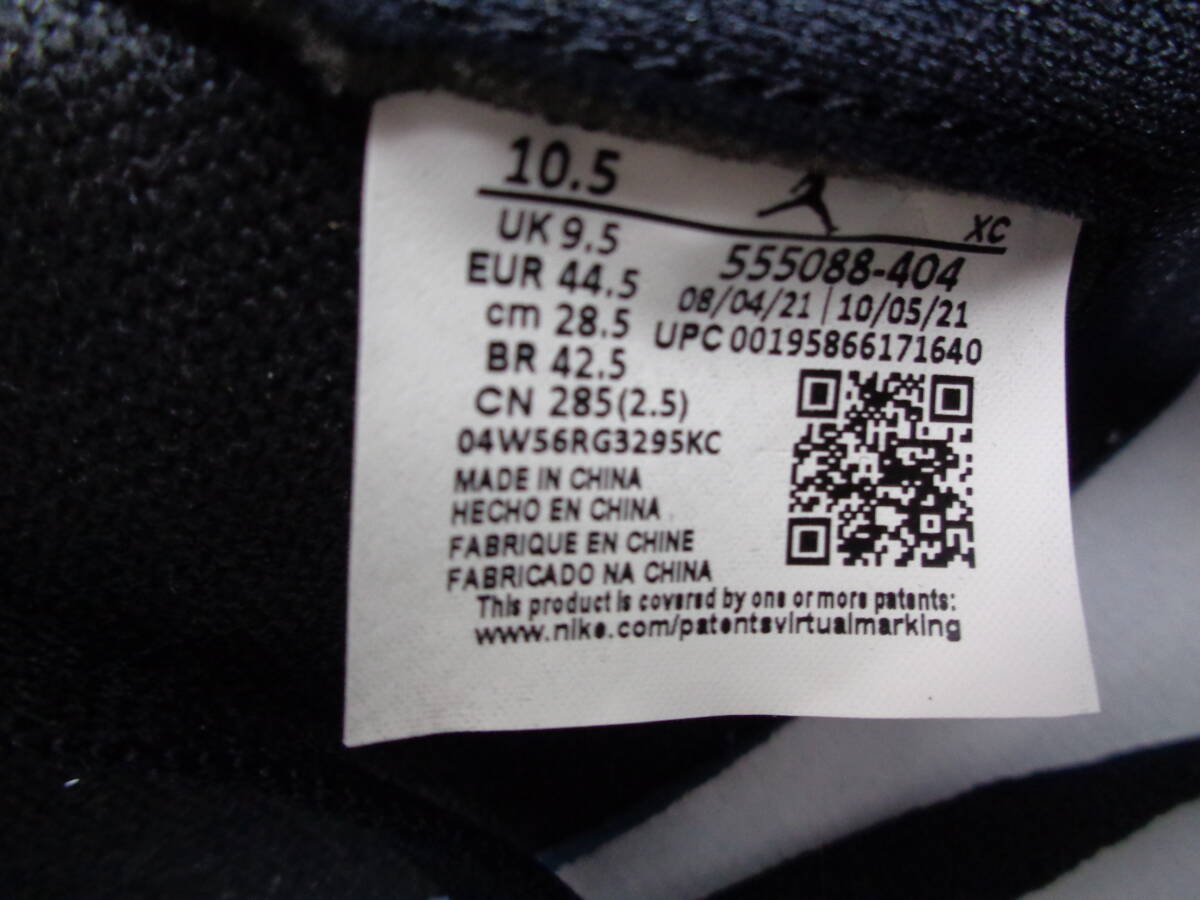 10.5
XC
UK 9.5
555088-404
EUR 44.5
08/04/21 | 10/05/21
cm 28.5
UPC 00195866171640
BR 42.5
CN 285(2.5)
04W56RG3295KC
MADE IN CHINA
HECHO EN CHINA
FABRIQUE EN CHINE
FABRICADO NA CHINA
This product is covered by one or more patents:
www.nike.com/patentsvirtualmarking